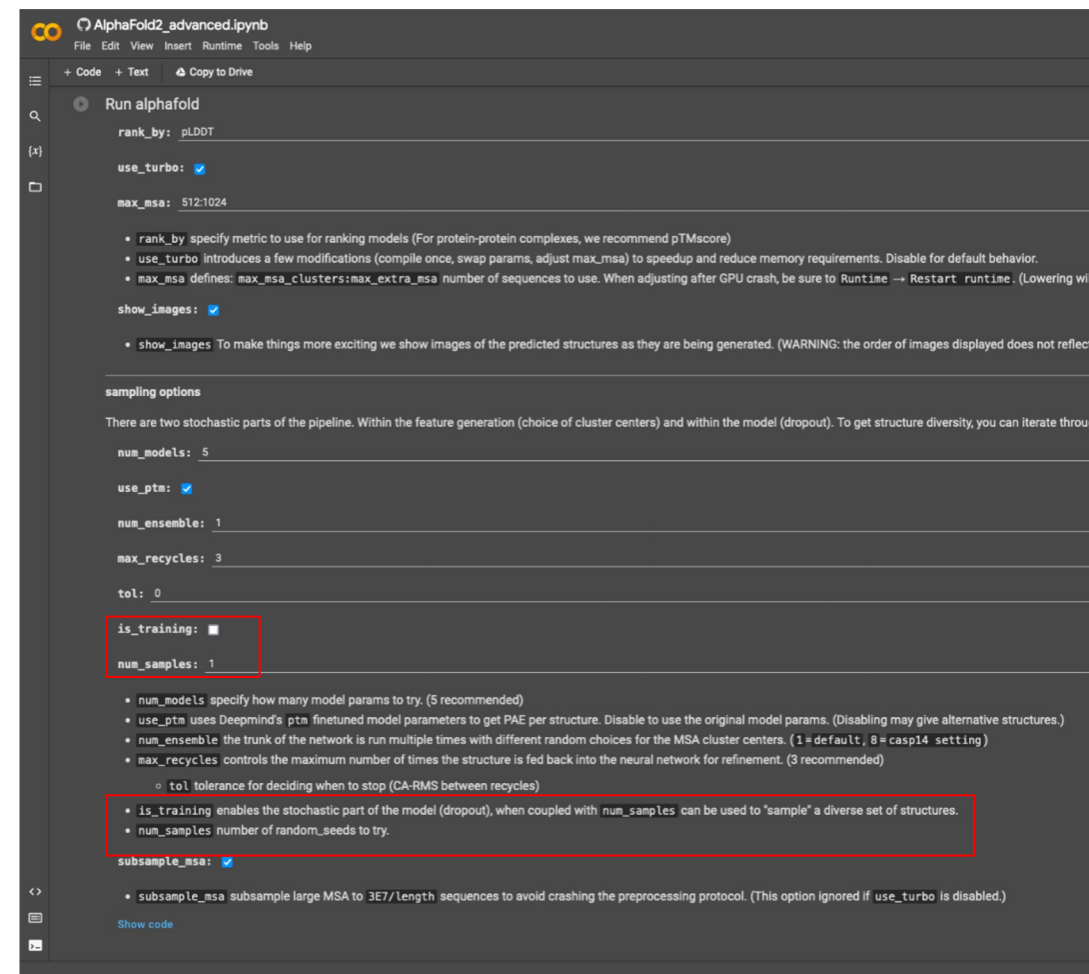 AlphaFold2_advanced.ipynb
File Edit View Insert Runtime Tools Help
+ Code + Text Copy to Drive
Run alphafold
rank_by: pLDDT
{x}
use_turbo:
max_msa: 512:1024
• rank_by specify metric to use for ranking models (For protein-protein complexes, we recommend pTMscore)
• use_turbo introduces a few modifications (compile once, swap params, adjust max_msa) to speedup and reduce memory requirements. Disable for default behavior.
• max_msa defines: max_msa_clusters:max_extra_msa number of sequences to use. When adjusting after GPU crash, be sure to Runtime → Restart runtime. (Lowering wi
show_images:
• show_images To make things more exciting we show images of the predicted structures as they are being generated. (WARNING: the order of images displayed does not reflec
sampling options
There are two stochastic parts of the pipeline. Within the feature generation (choice of cluster centers) and within the model (dropout). To get structure diversity, you can iterate throu
num_models: 5
use_ptm:
num_ensemble: 1
max_recycles: 3
tol: 0
is_training:
num_samples: 1
• num_models specify how many model params to try. (5 recommended)
• use_ptm uses Deepmind's ptm finetuned model parameters to get PAE per structure. Disable to use the original model params. (Disabling may give alternative structures.)
• num_ensemble the trunk of the network is run multiple times with different random choices for the MSA cluster centers. (1=default, 8=casp14 setting)
• max_recycles controls the maximum number of times the structure is fed back into the neural network for refinement. (3 recommended)
◦ tol tolerance for deciding when to stop (CA-RMS between recycles)
• is_training enables the stochastic part of the model (dropout), when coupled with num_samples can be used to "sample" a diverse set of structures.
• num_samples number of random_seeds to try.
subsample_msa:
• subsample_msa subsample large MSA to 3E7/length sequences to avoid crashing the preprocessing protocol. (This option ignored if use_turbo is disabled.)
Show code